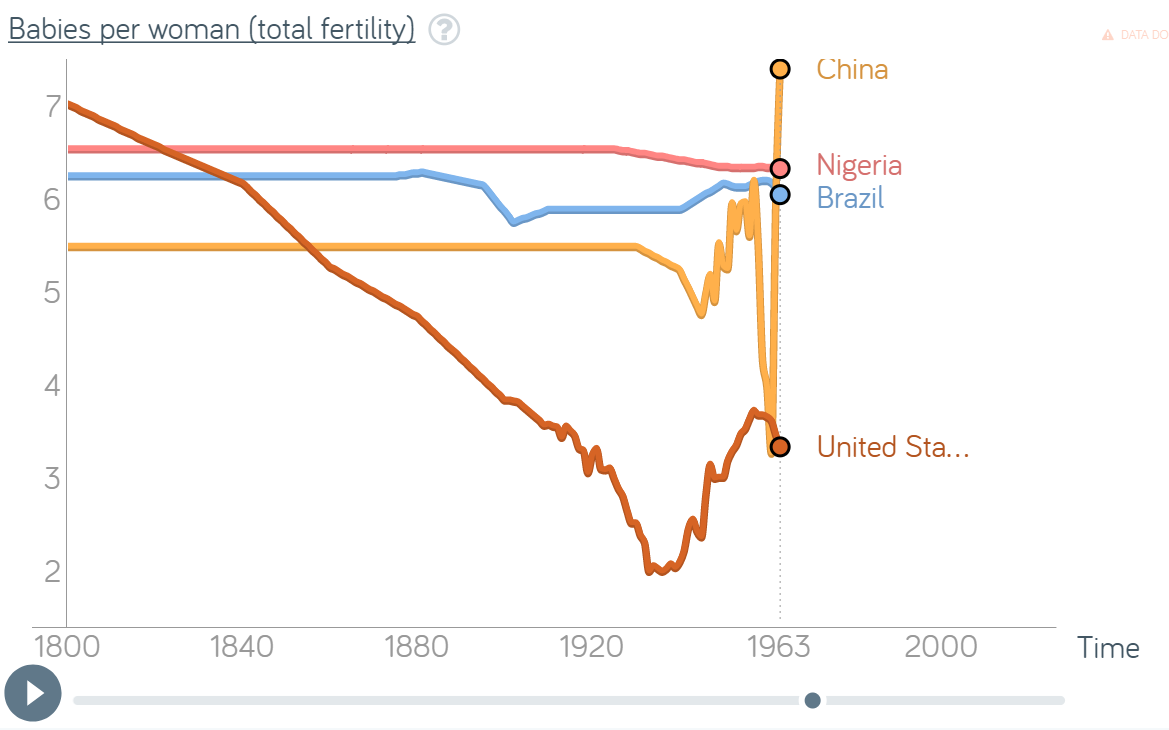 Babies per woman (total fertility) ?
DATA DO
China
7
Nigeria
6
Brazil
5
4
United Sta...
3
2
1800 1840 1880 1920 1963 2000
Time